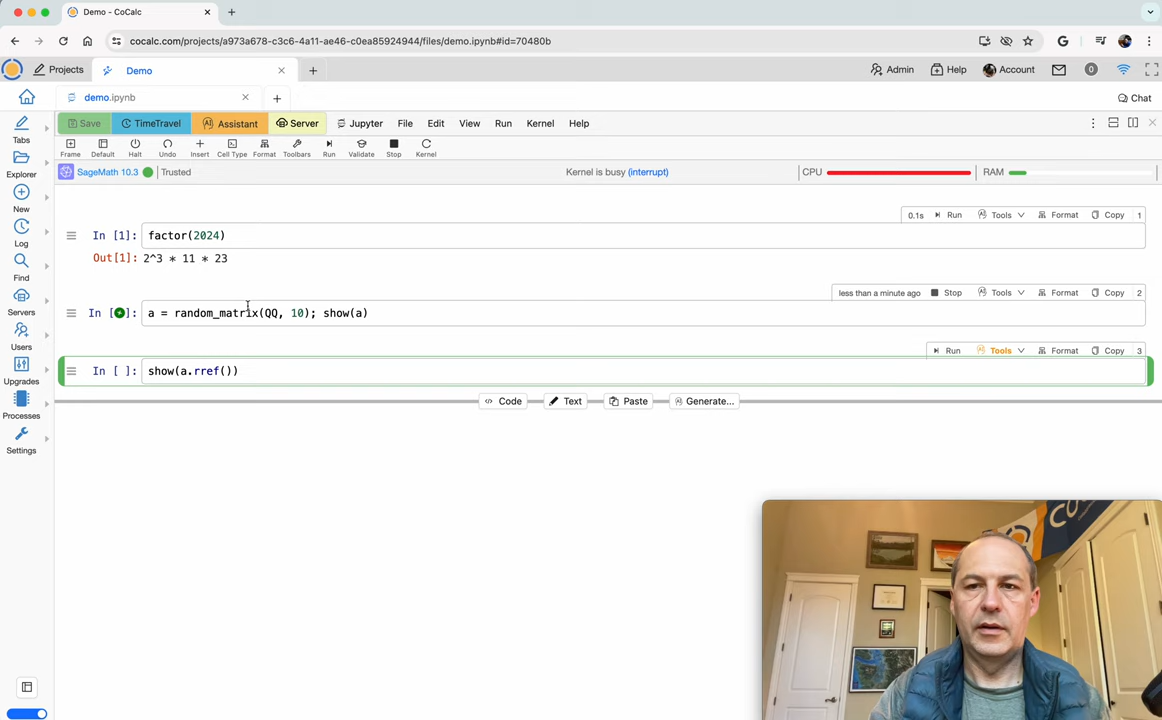 Demo - CoCalc
cocalc.com/projects/a973a678-c3c6-4a11-ae46-c0ea85924944/files/demo.ipynb#id=70480b
Projects
Demo
Admin
Help
Account
0
demo.ipynb
Chat
Save
TimeTravel
Assistant
Server
Jupyter
File
Edit
View
Run
Kernel
Help
Frame
Default
Halt
Undo
Insert
Cell Type
Format
Toolbars
Run
Validate
Stop
Kernel
SageMath 10.3
Trusted
Kernel is busy (interrupt)
CPU
RAM
Tabs
Explorer
New
Log
Find
Servers
Users
Upgrades
Processes
Settings
0.1s Run Tools Format Copy 1
In [1]: factor(2024)
Out[1]: 2^3 * 11 * 23
less than a minute ago Stop Tools Format Copy 2
In [ ]: a = random_matrix(QQ, 10); show(a)
Run Tools Format Copy 3
In [ ]: show(a.rref())
Code Text Paste Generate...